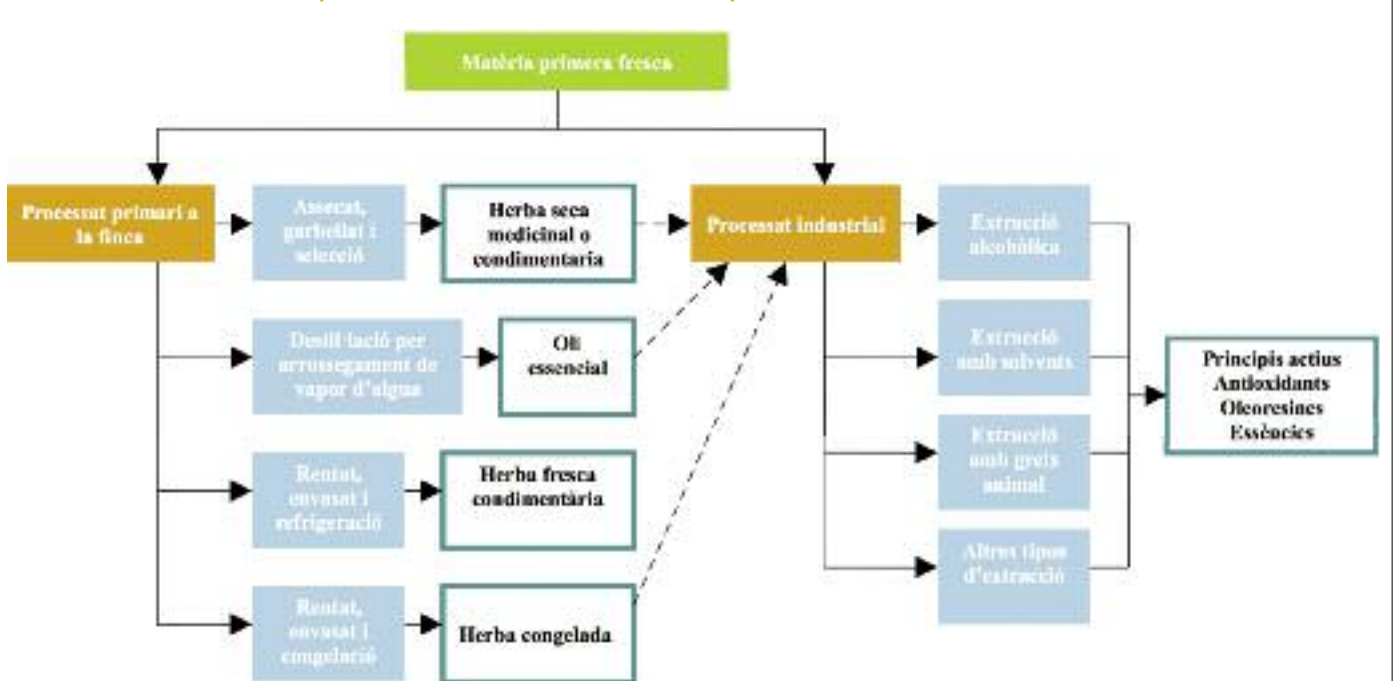 Matèria primera fresca
Processat primari a
la finca
Assecat,
garbellat i
selecció
Herba seca
medicinal o
condimentaria
Processat industrial
Extracció
alcohòlica
Destil·lació per
arrossegament de
vapor d'aigua
Oli
essencial
Extracció
amb solvents
Principis actius
Antioxidants
Oleoresines
Essències
Rentat,
envasat i
refrigeració
Herba fresca
condimentària
Extracció
amb greix
animal
Altres tipus
d'extracció
Rentat,
envasat i
congelació
Herba congelada